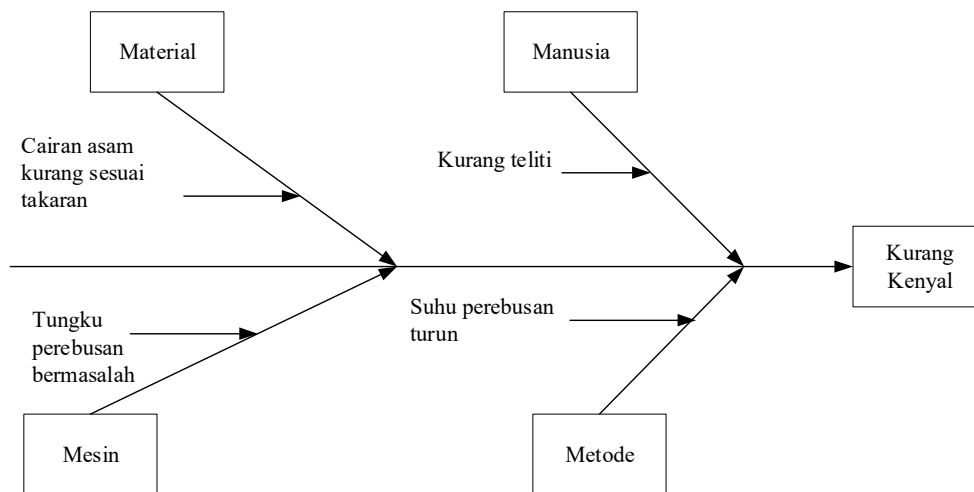 Material
Manusia
Cairan asam
kurang sesuai
takaran
Kurang teliti
Kurang
Kenyal
Tungku
perebusan
bermasalah
Suhu perebusan
turun
Mesin
Metode